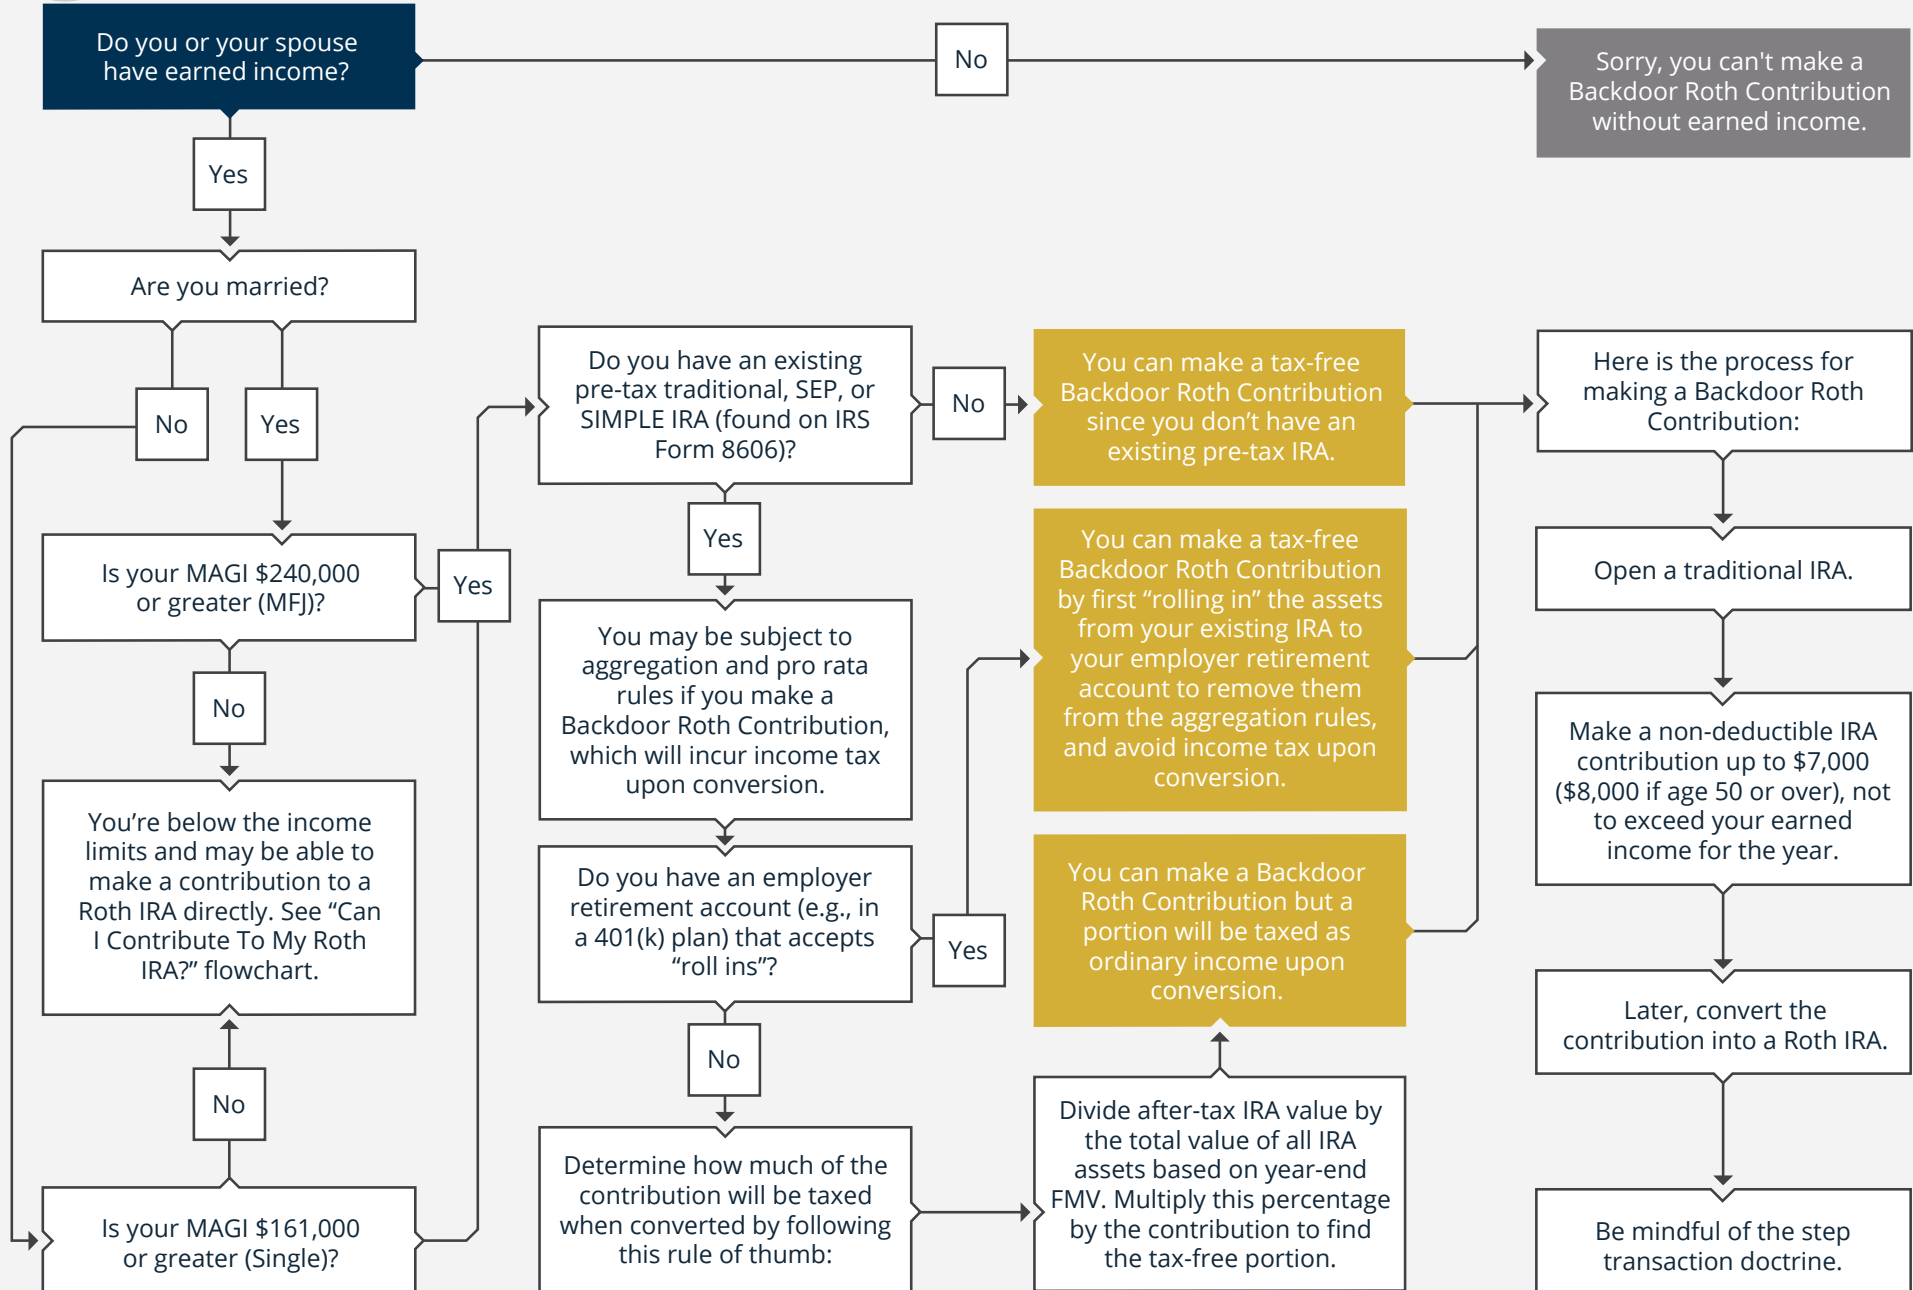 Do you or your spouse
have earned income?
No
Sorry, you can't make a
Backdoor Roth Contribution
without earned income.
Yes
Are you married?
No
Yes
Is your MAGI $240,000
or greater (MFJ)?
Yes
No
You're below the income
limits and may be able to
make a contribution to a
Roth IRA directly. See “Can
I Contribute To My Roth
IRA?” flowchart.
No
Is your MAGI $161,000
or greater (Single)?
Do you have an existing
pre-tax traditional, SEP, or
SIMPLE IRA (found on IRS
Form 8606)?
No
Yes
You may be subject to
aggregation and pro rata
rules if you make a
Backdoor Roth Contribution,
which will incur income tax
upon conversion.
Do you have an employer
retirement account (e.g., in
a 401(k) plan) that accepts
“roll ins”?
Yes
No
Determine how much of the
contribution will be taxed
when converted by following
this rule of thumb:
You can make a tax-free
Backdoor Roth Contribution
since you don’t have an
existing pre-tax IRA.
You can make a tax-free
Backdoor Roth Contribution
by first “rolling in” the assets
from your existing IRA to
your employer retirement
account to remove them
from the aggregation rules,
and avoid income tax upon
conversion.
You can make a Backdoor
Roth Contribution but a
portion will be taxed as
ordinary income upon
conversion.
Divide after-tax IRA value by
the total value of all IRA
assets based on year-end
FMV. Multiply this percentage
by the contribution to find
the tax-free portion.
Here is the process for
making a Backdoor Roth
Contribution:
Open a traditional IRA.
Make a non-deductible IRA
contribution up to $7,000
($8,000 if age 50 or over), not
to exceed your earned
income for the year.
Later, convert the
contribution into a Roth IRA.
Be mindful of the step
transaction doctrine.